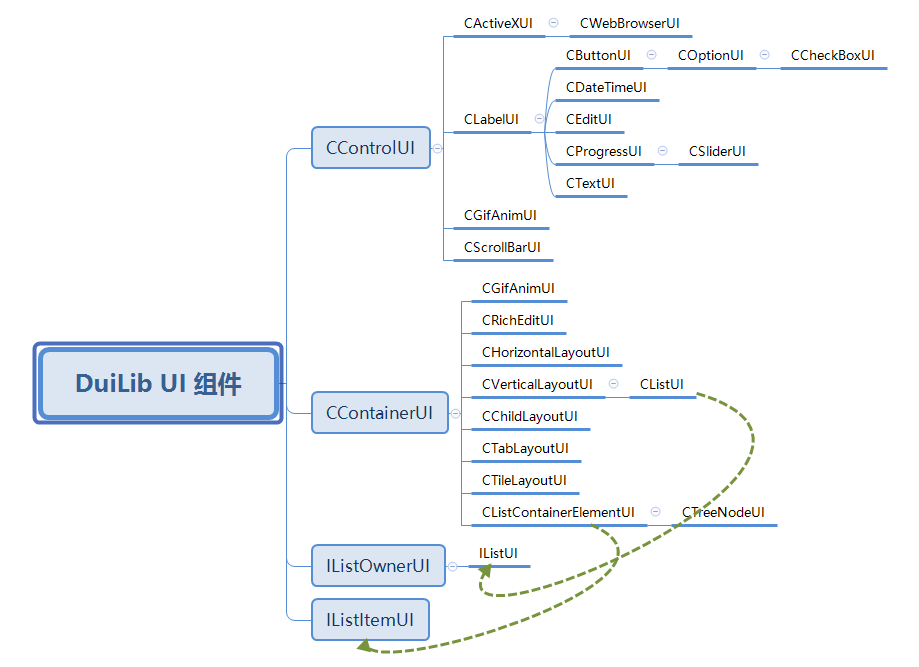 DuiLib UI 组件
CControlUI
CActiveXUI
CWebBrowserUI
CLabelUI
CButtonUI
COptionUI
CCheckBoxUI
CDateTimeUI
CEditUI
CProgressUI
CSliderUI
CTextUI
CGifAnimUI
CScrollBarUI
CContainerUI
CGifAnimUI
CRichEditUI
CHorizontalLayoutUI
CVerticalLayoutUI
CListUI
CChildLayoutUI
CTabLayoutUI
CTileLayoutUI
CListContainerElementUI
CTreeNodeUI
IListOwnerUI
IListUI
IListItemUI